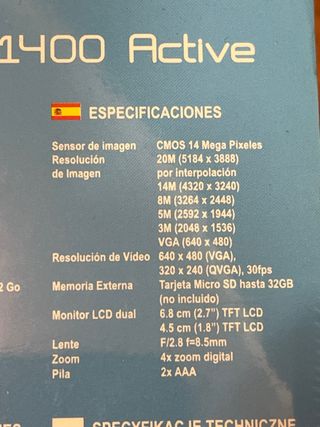 1400 Active
ESPECIFICACIONES
Sensor de imagen CMOS 14 Mega Pixeles
Resolución 20M (5184 x 3888)
de Imagen por interpolación
14M (4320 x 3240)
8M (3264 x 2448)
5M (2592 x 1944)
3M (2048 x 1536)
VGA (640 x 480)
Resolución de Vídeo 640 x 480 (VGA),
320 x 240 (QVGA), 30fps
2 Go
Memoria Externa Tarjeta Micro SD hasta 32GB
(no incluido)
Monitor LCD dual 6.8 cm (2.7") TFT LCD
4.5 cm (1.8") TFT LCD
Lente F/2.8 f=8.5mm
Zoom 4x zoom digital
Pila 2x AAA
SPECYFIKACJE TECHNICZNE